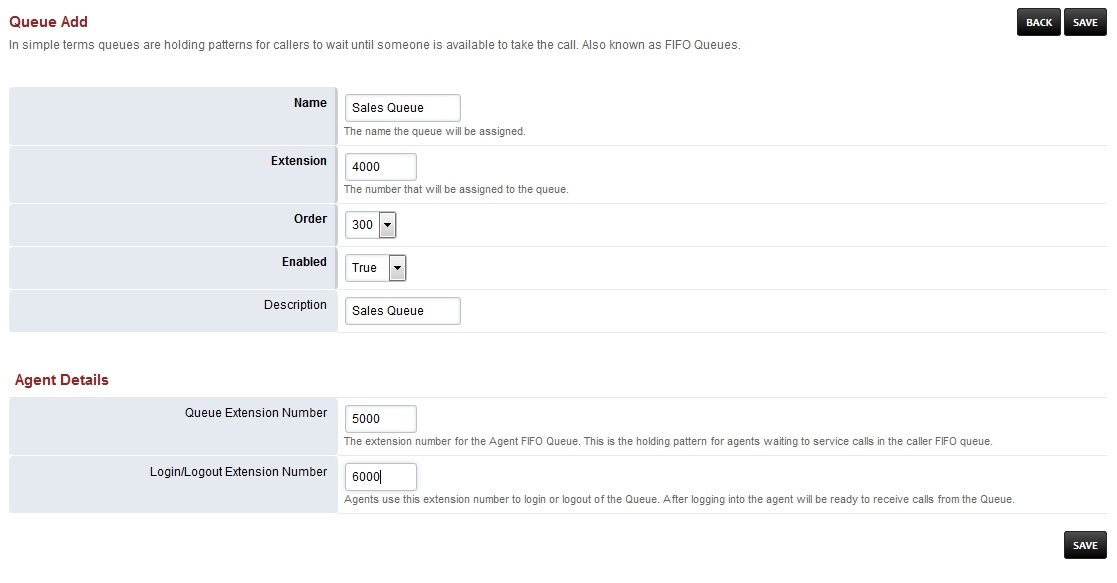 Queue Add
BACK
SAVE
In simple terms queues are holding patterns for callers to wait until someone is available to take the call. Also known as FIFO Queues.
Name
Sales Queue
The name the queue will be assigned.
Extension
4000
The number that will be assigned to the queue.
Order
300
Enabled
True
Description
Sales Queue
Agent Details
Queue Extension Number
5000
The extension number for the Agent FIFO Queue. This is the holding pattern for agents waiting to service calls in the caller FIFO queue.
Login/Logout Extension Number
6000
Agents use this extension number to login or logout of the Queue. After logging into the agent will be ready to receive calls from the Queue.
SAVE